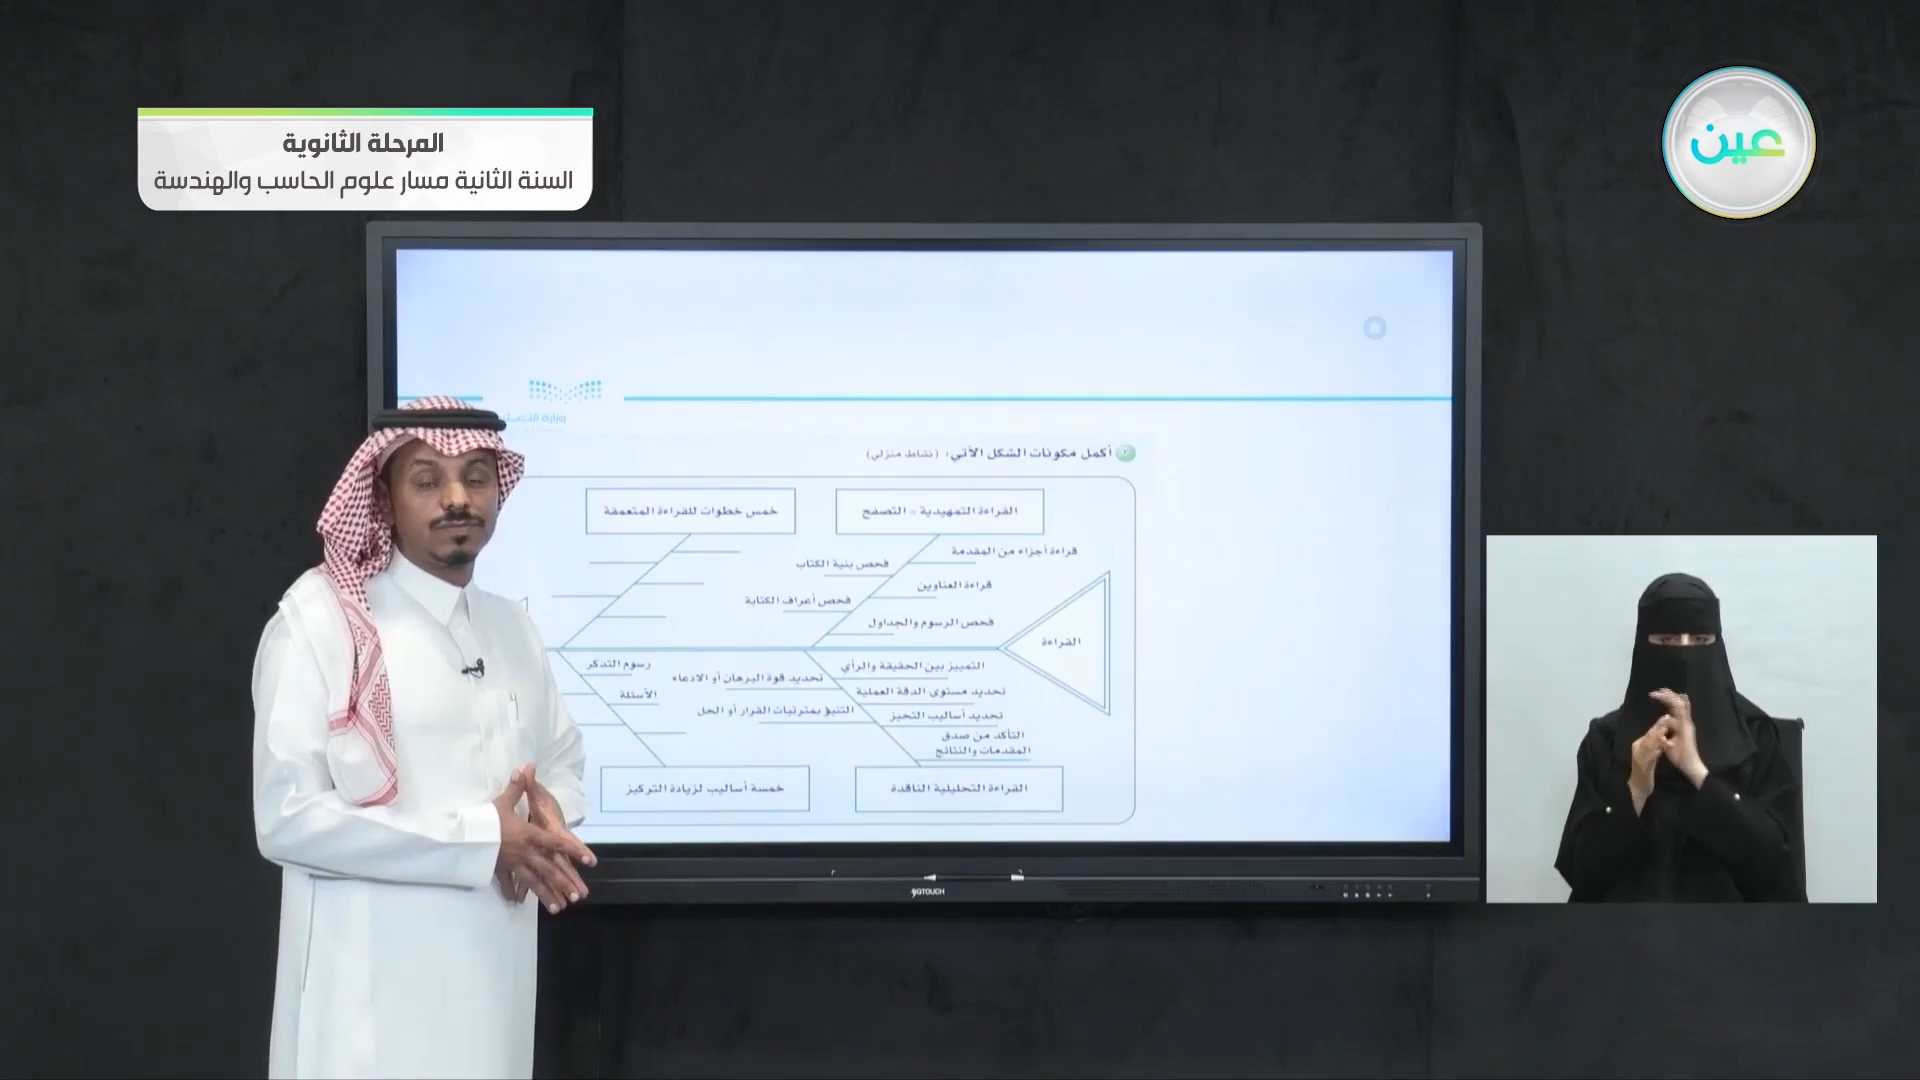 المرحلة الثانوية
السنة الثانية مسار علوم الحاسب والهندسة
عين
أكمل مكونات الشكل الآتي: (نشاط منزلي)
القراءة التمهيدية = التصفح
خمس خطوات للقراءة المتعمقة
قراءة أجزاء من المقدمة
فحص بنية الكتاب
قراءة العناوين
فحص أعراف الكتابة
فحص الرسوم والجداول
القراءة
التمييز بين الحقيقة والرأي
تحديد قوة البرهان أو الادعاء
تحديد مستوى الدقة العملية
التنبؤ بمترتبات القرار أو الحل
تحديد أساليب التحيز
التأكد من صدق
المقدمات والنتائج
رسوم التذكر
الأسئلة
القراءة التحليلية الناقدة
خمسة أساليب لزيادة التركيز